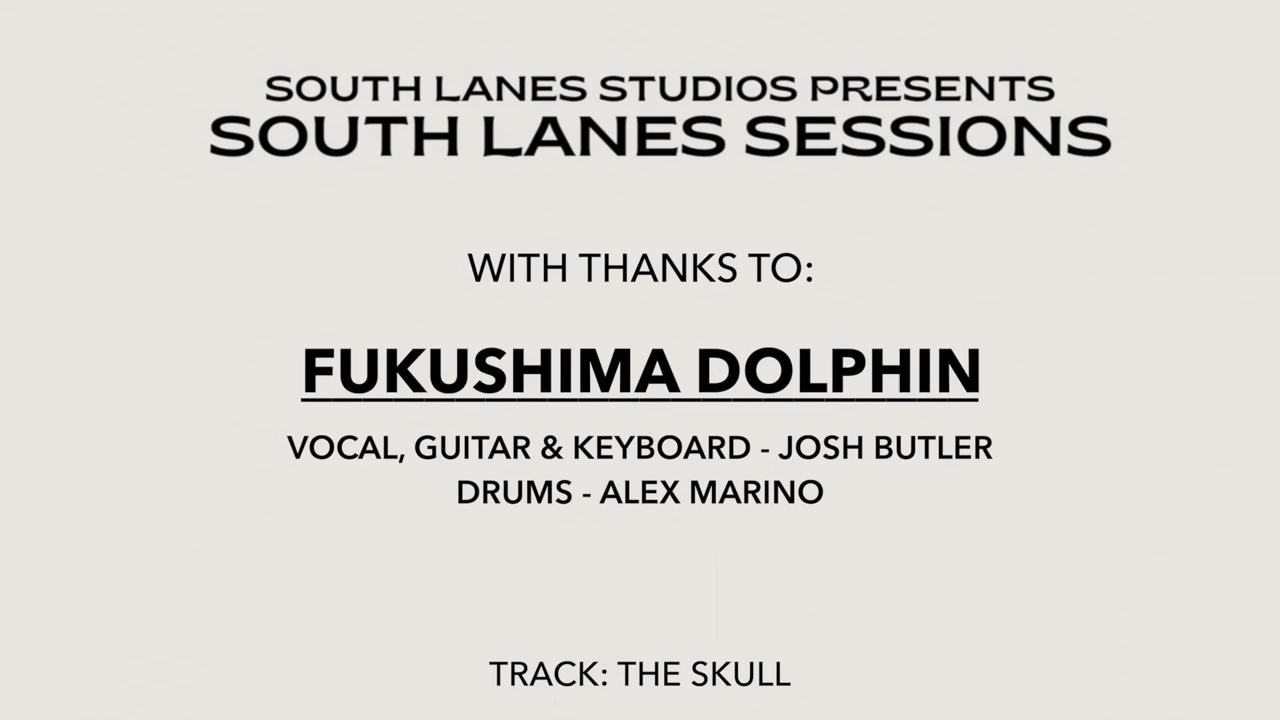 SOUTH LANES STUDIOS PRESENTS
SOUTH LANES SESSIONS
WITH THANKS TO:
FUKUSHIMA DOLPHIN
VOCAL, GUITAR & KEYBOARD - JOSH BUTLER
DRUMS - ALEX MARINO
TRACK: THE SKULL